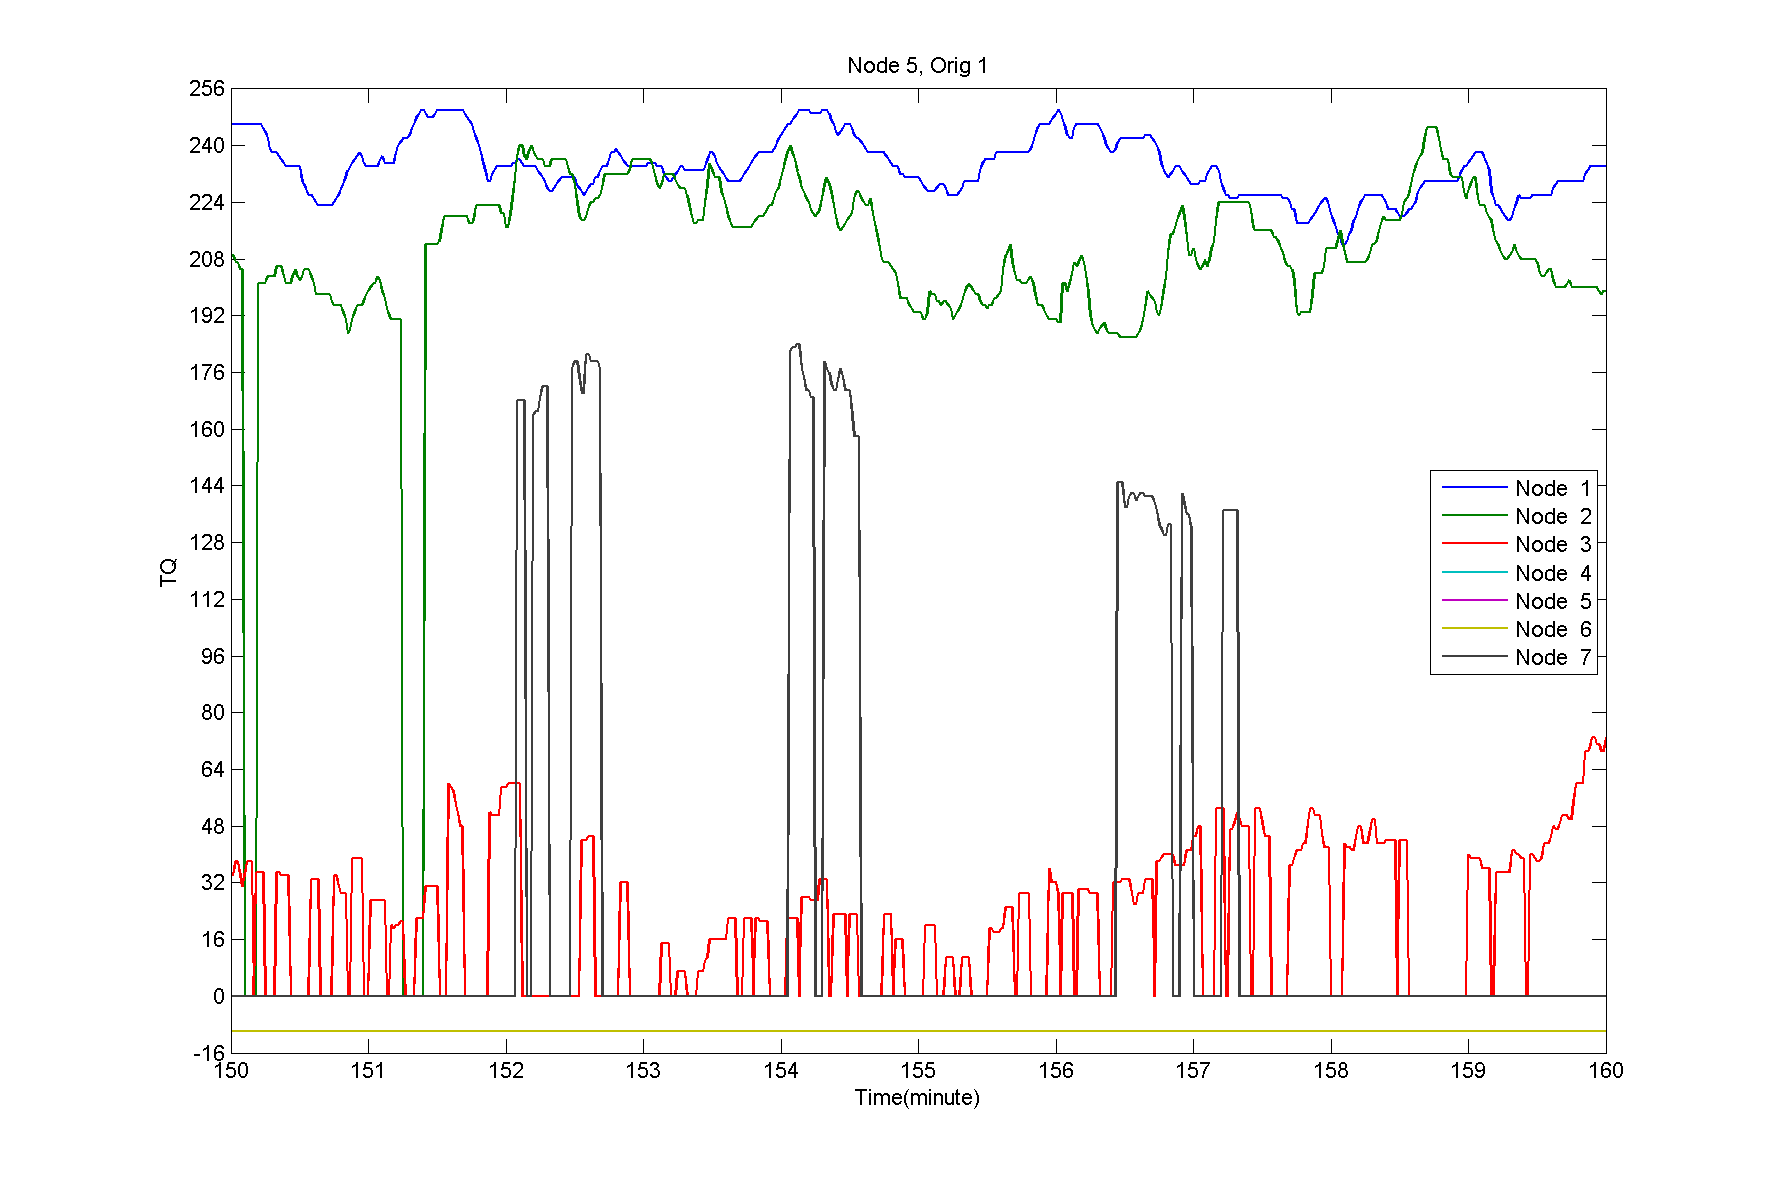 Node 5, Orig 1
256
240
224
208
192
176
160
144
128
112
96
80
64
48
32
16
0
-16
TQ
Node 1
Node 2
Node 3
Node 4
Node 5
Node 6
Node 7
150 151 152 153 154 155 156 157 158 159 160
Time(minute)